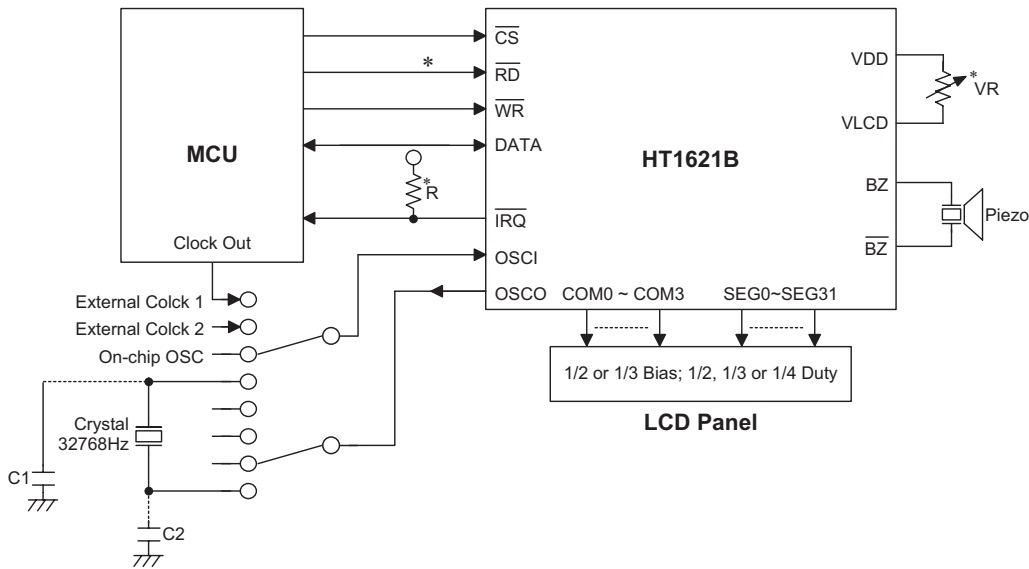 MCU
Clock Out
*
*
R
HT1621B
CS
RD
WR
DATA
IRQ
OSCI
OSCO
COM0 ~ COM3
SEG0~SEG31
VDD
VLCD
BZ
BZ
*
VR
Piezo
External Colck 1
External Colck 2
On-chip OSC
Crystal
32768Hz
C1
C2
1/2 or 1/3 Bias; 1/2, 1/3 or 1/4 Duty
LCD Panel